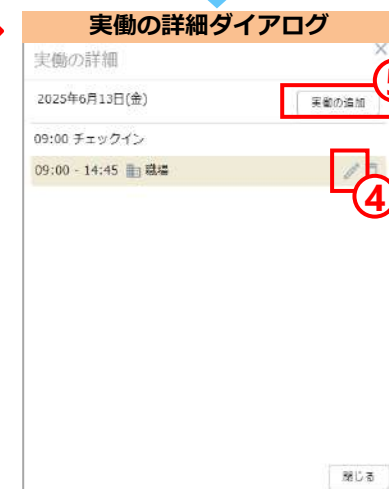 実働の詳細ダイアログ
実働の詳細
2025年6月13日(金)
実働の追加
⑤
09:00 チェックイン
09:00 - 14:45 職場
④
閉じる